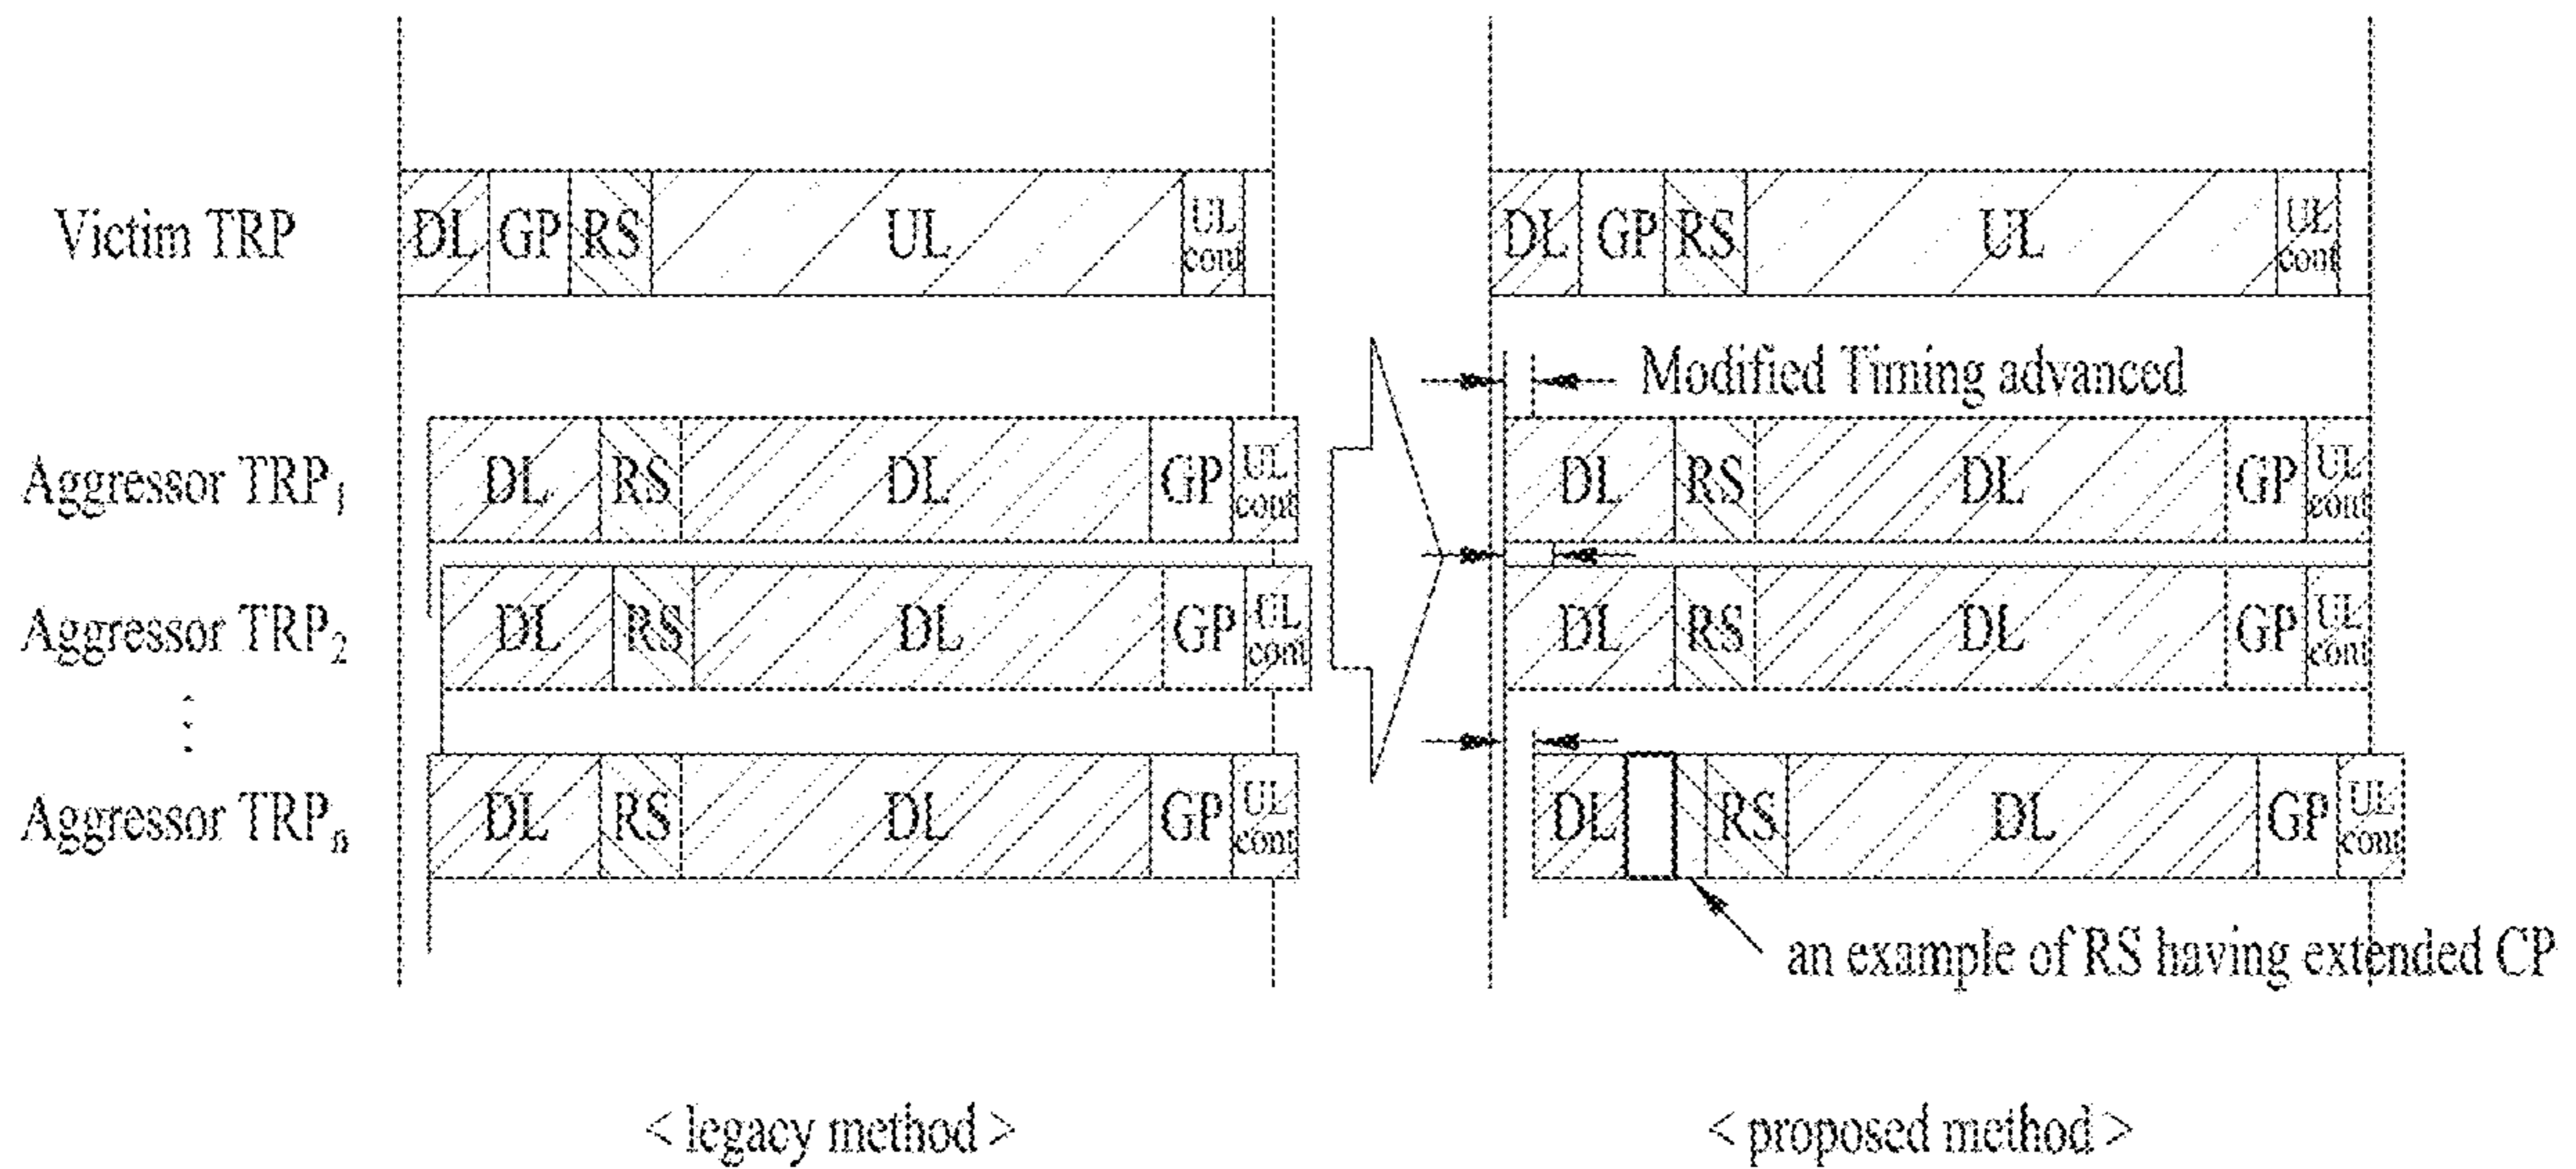 Victim TRP DL GP RS UL UL cont DL GP RS UL UL cont
Modified Timing advanced
Aggressor TRP1 DL RS DL GP UL cont DL RS DL GP UL cont
Aggressor TRP2 DL RS DL GP UL cont DL RS DL GP UL cont
Aggressor TRPn DL RS DL GP UL cont DL RS DL GP UL cont
an example of RS having extended CP
< legacy method > < proposed method >